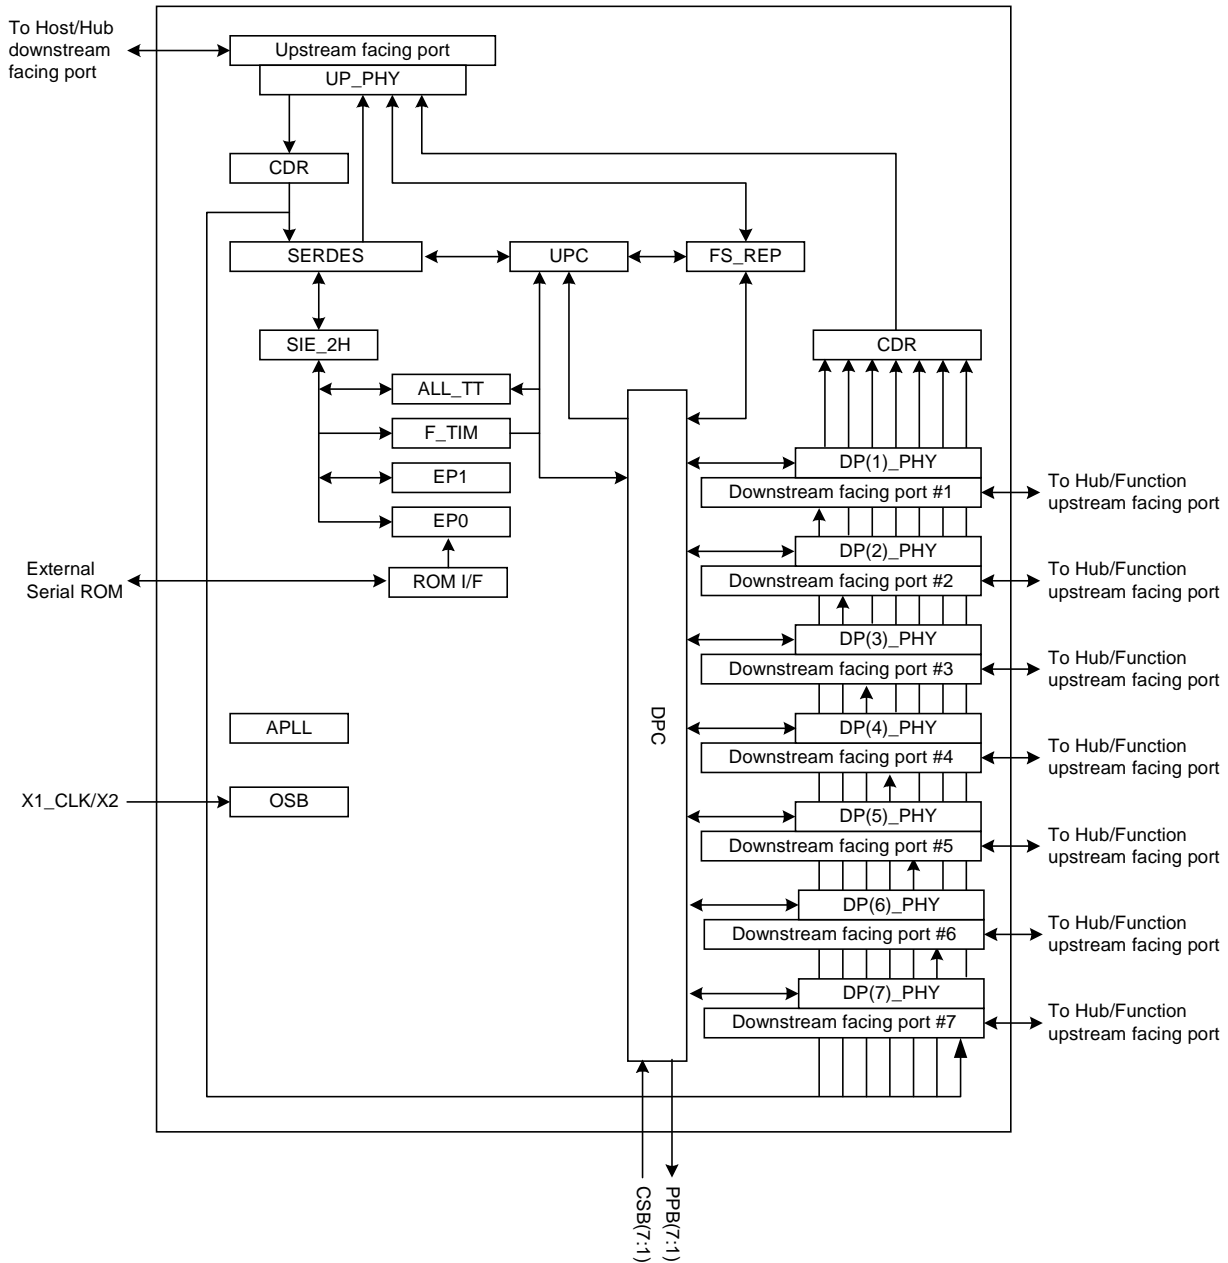 To Host/Hub
downstream
facing port
Upstream facing port
UP_PHY
CDR
SERDES
UPC
FS_REP
SIE_2H
CDR
ALL_TT
F_TIM
EP1
EP0
ROM I/F
External
Serial ROM
APLL
X1_CLK/X2
OSB
DPC
DP(1)_PHY
Downstream facing port #1
To Hub/Function
upstream facing port
DP(2)_PHY
Downstream facing port #2
To Hub/Function
upstream facing port
DP(3)_PHY
Downstream facing port #3
To Hub/Function
upstream facing port
DP(4)_PHY
Downstream facing port #4
To Hub/Function
upstream facing port
DP(5)_PHY
Downstream facing port #5
To Hub/Function
upstream facing port
DP(6)_PHY
Downstream facing port #6
To Hub/Function
upstream facing port
DP(7)_PHY
Downstream facing port #7
To Hub/Function
upstream facing port
CSB(7:1)
PPB(7:1)